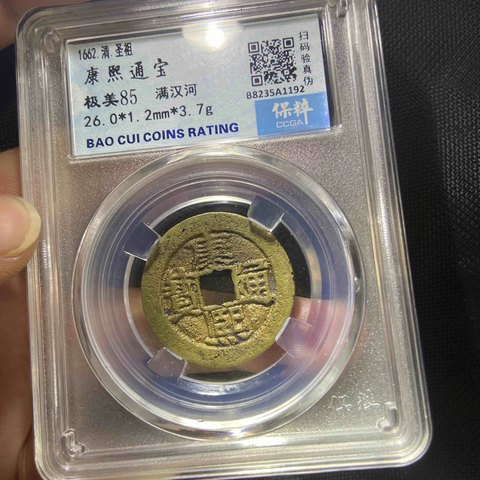 1662.清 圣祖
康熙通宝
极美85 满汉河
26.0*1.2mm*3.7g
BAO CUI COINS RATING
扫码验真伪
B8235A1192
保粹
CCGA
康熙通寶